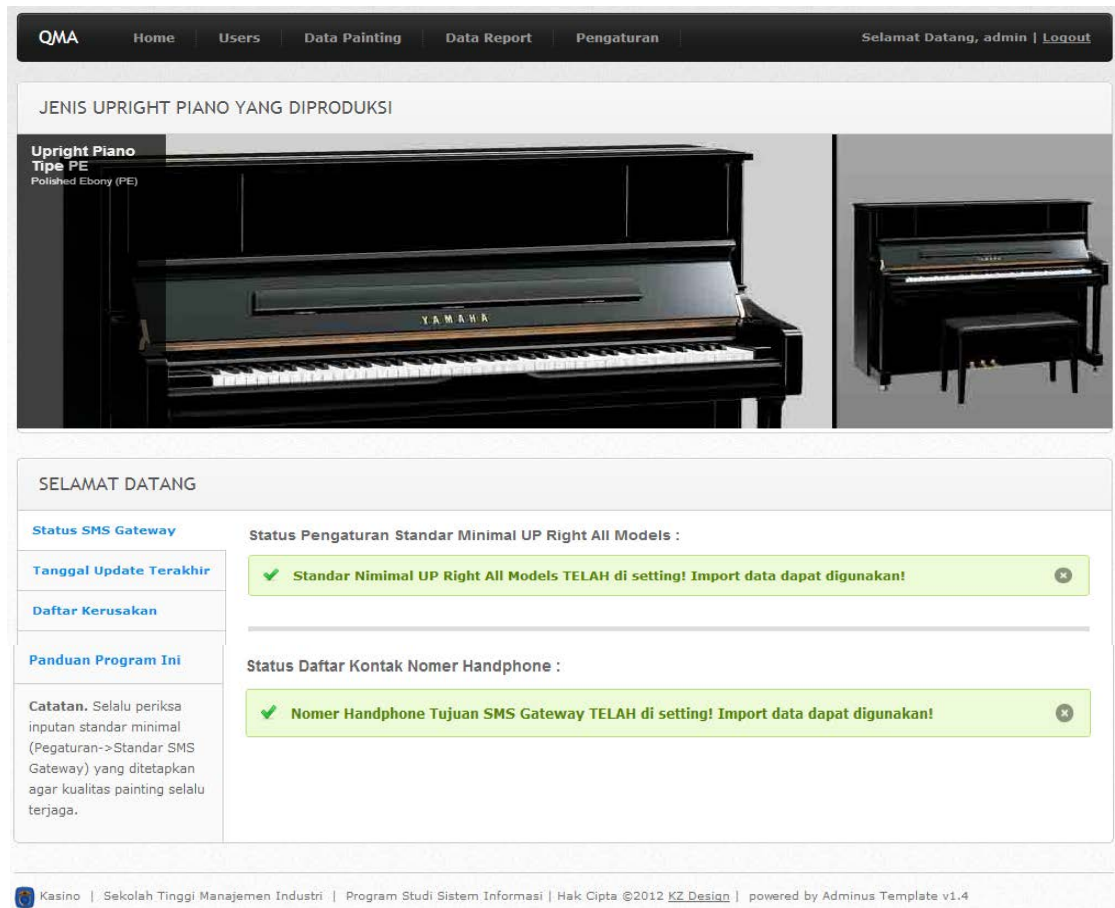 QMA Home Users Data Painting Data Report Pengaturan Selamat Datang, admin | Logout
JENIS UPRIGHT PIANO YANG DIPRODUKSI
Upright Piano
Tipe PE
Polished Ebony (PE)
YAMAHA
YAMAHA
SELAMAT DATANG
Status SMS Gateway
Tanggal Update Terakhir
Daftar Kerusakan
Panduan Program Ini
Catatan. Selalu periksa
inputan standar minimal
(Pegaturan->Standar SMS
Gateway) yang ditetapkan
agar kualitas painting selalu
terjaga.
Status Pengaturan Standar Minimal UP Right All Models :
Standar Nimimal UP Right All Models TELAH di setting! Import data dapat digunakan!
Status Daftar Kontak Nomer Handphone :
Nomer Handphone Tujuan SMS Gateway TELAH di setting! Import data dapat digunakan!
Kasino | Sekolah Tinggi Manajemen Industri | Program Studi Sistem Informasi | Hak Cipta ©2012 KZ Design | powered by Adminus Template v1.4